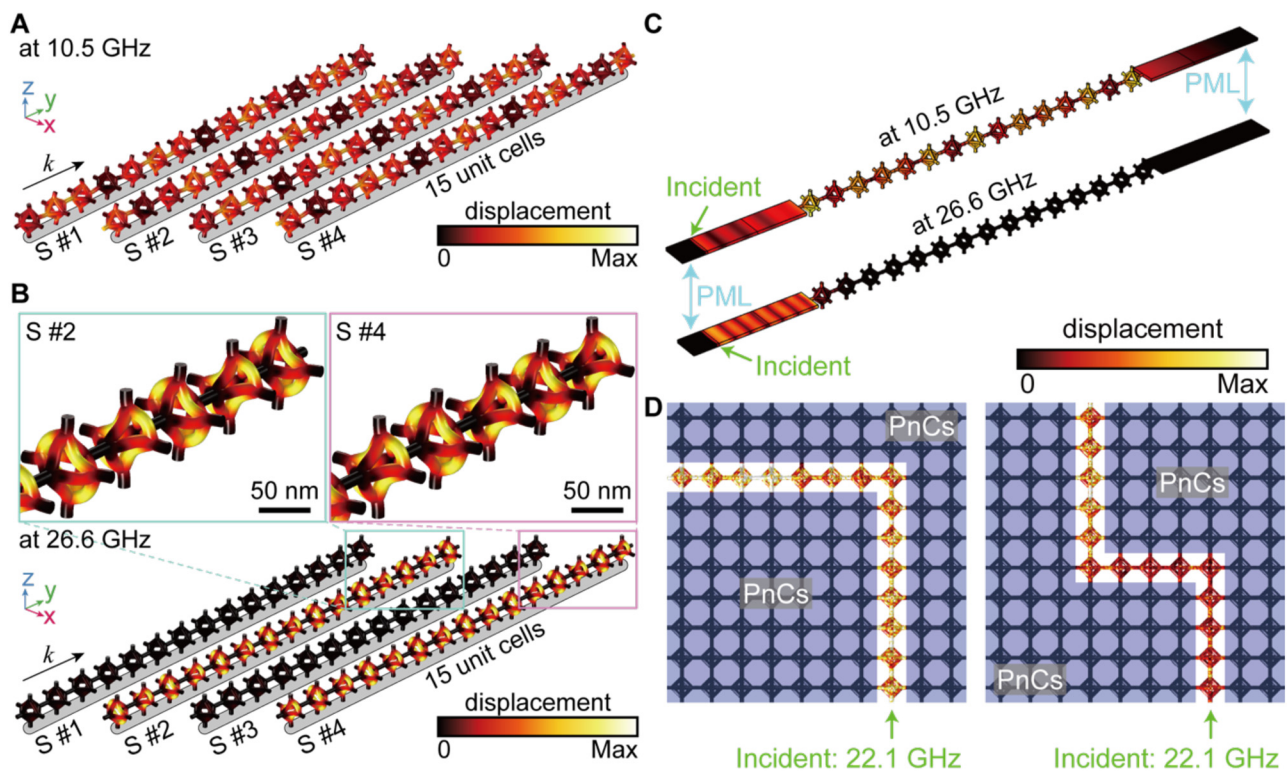 A
at 10.5 GHz
z
y
x
k
S #1
S #2
S #3
S #4
15 unit cells
displacement
0
Max
B
S #2
50 nm
S #4
50 nm
at 26.6 GHz
z
y
x
k
S #1
S #2
S #3
S #4
15 unit cells
displacement
0
Max
C
at 10.5 GHz
PML
Incident
at 26.6 GHz
PML
Incident
displacement
0
Max
D
PnCs
PnCs
Incident: 22.1 GHz
PnCs
PnCs
Incident: 22.1 GHz